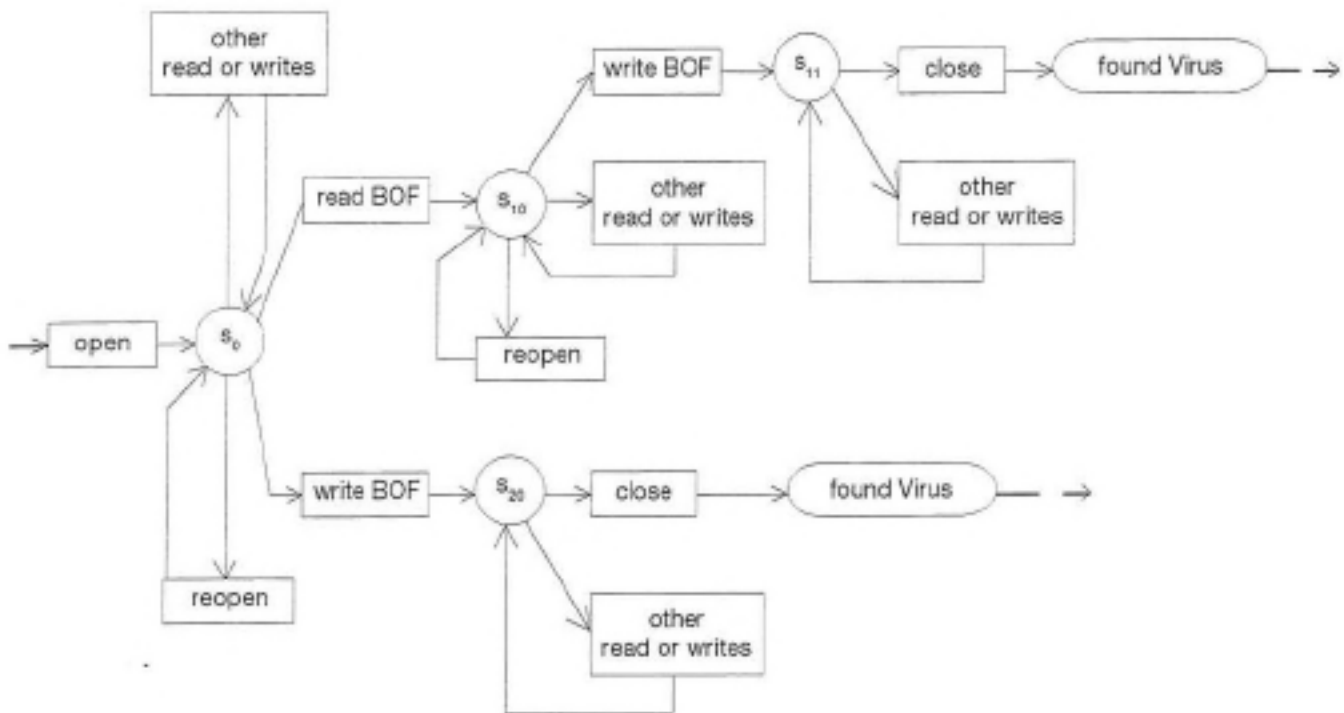 other
read or writes
write BOF
s11
close
found Virus
read BOF
s10
other
read or writes
other
read or writes
open
s0
reopen
write BOF
s20
close
found Virus
reopen
other
read or writes